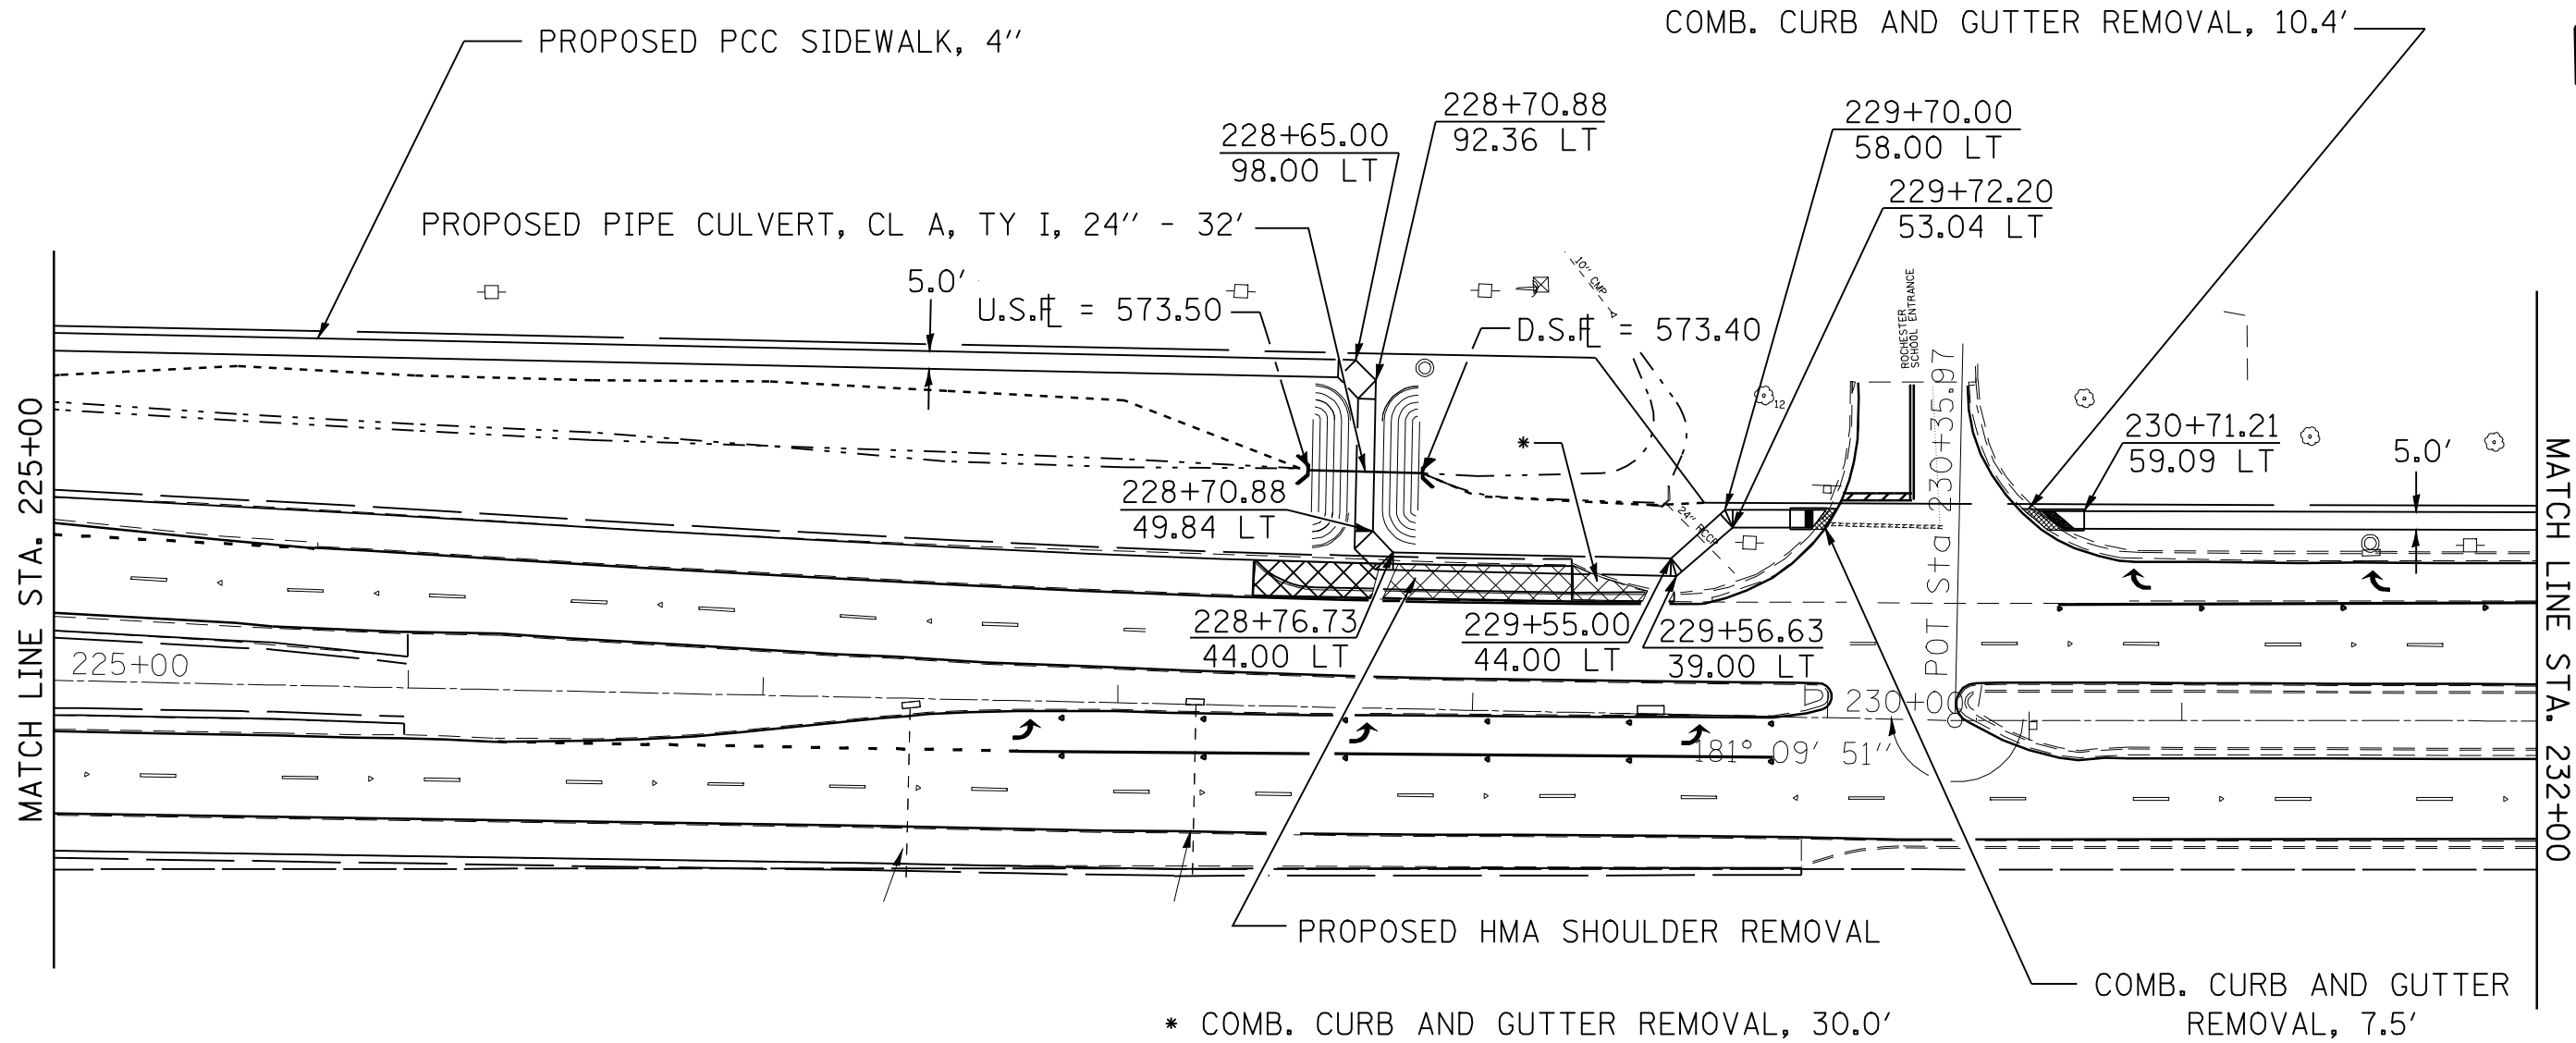 PROPOSED PCC SIDEWALK, 4"
COMB. CURB AND GUTTER REMOVAL, 10.4'
228+65.00
98.00 LT
228+70.88
92.36 LT
229+70.00
58.00 LT
229+72.20
53.04 LT
PROPOSED PIPE CULVERT, CL A, TY I, 24" - 32'
5.0'
U.S.FL = 573.50
D.S.FL = 573.40
10" CMP
ROCHESTER
SCHOOL ENTRANCE
12
*
230+71.21
59.09 LT
5.0'
MATCH LINE STA. 225+00
MATCH LINE STA. 232+00
228+70.88
49.84 LT
24" RCCP
POT Sta 230+35.97
228+76.73
44.00 LT
229+55.00
44.00 LT
229+56.63
39.00 LT
225+00
230+00
181° 09' 51"
PROPOSED HMA SHOULDER REMOVAL
COMB. CURB AND GUTTER
REMOVAL, 7.5'
* COMB. CURB AND GUTTER REMOVAL, 30.0'